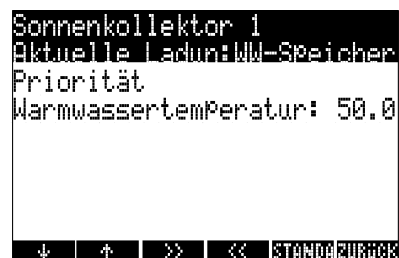 Sonnenkollektor 1
Aktuelle Ladun:WW-Speicher
Priorität
Warmwassertemperatur: 50.0
↓ ↑ >> << STANDA ZURÜCK